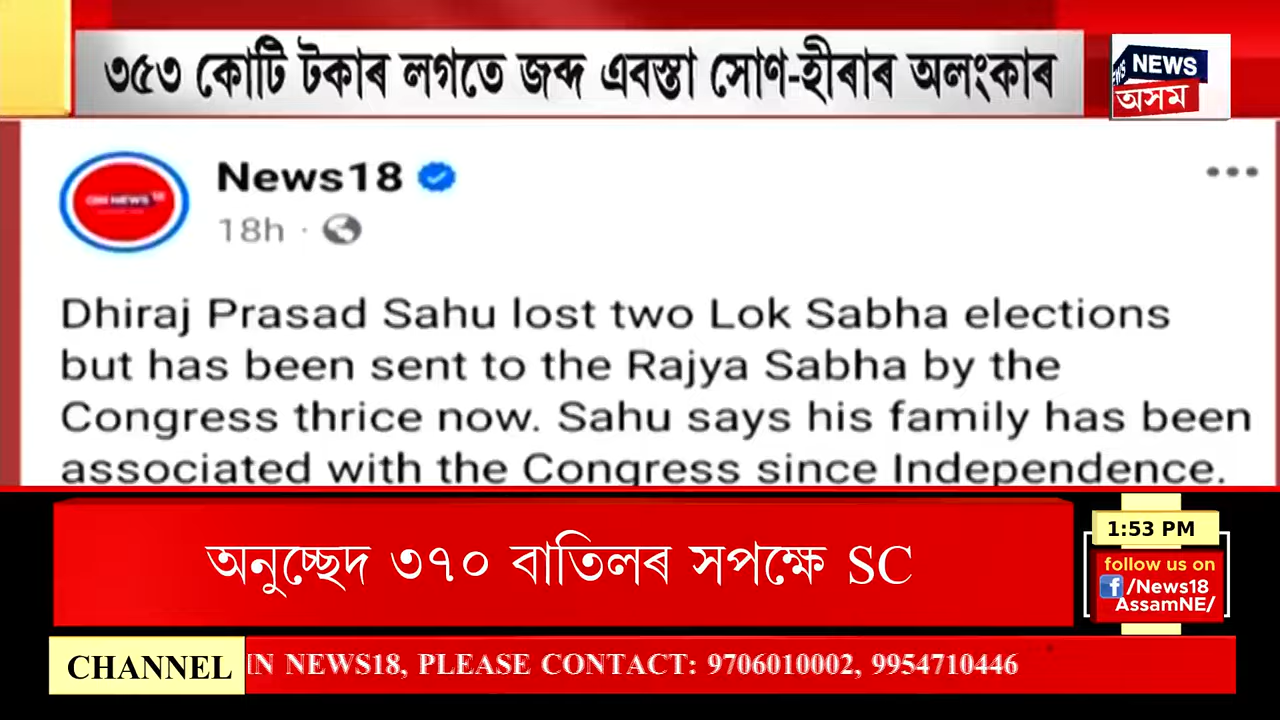 ৩৫৩ কোটি টকাৰ লগতে জব্দ এবস্তা সোণ-হীৰাৰ অলংকাৰ
NEWS
অসম
News18
18h ·
Dhiraj Prasad Sahu lost two Lok Sabha elections
but has been sent to the Rajya Sabha by the
Congress thrice now. Sahu says his family has been
associated with the Congress since Independence.
অনুচ্ছেদ ৩৭০ বাতিলৰ সপক্ষে SC
1:53 PM
follow us on
/News18
AssamNE/
CHANNEL
IN NEWS18, PLEASE CONTACT: 9706010002, 9954710446